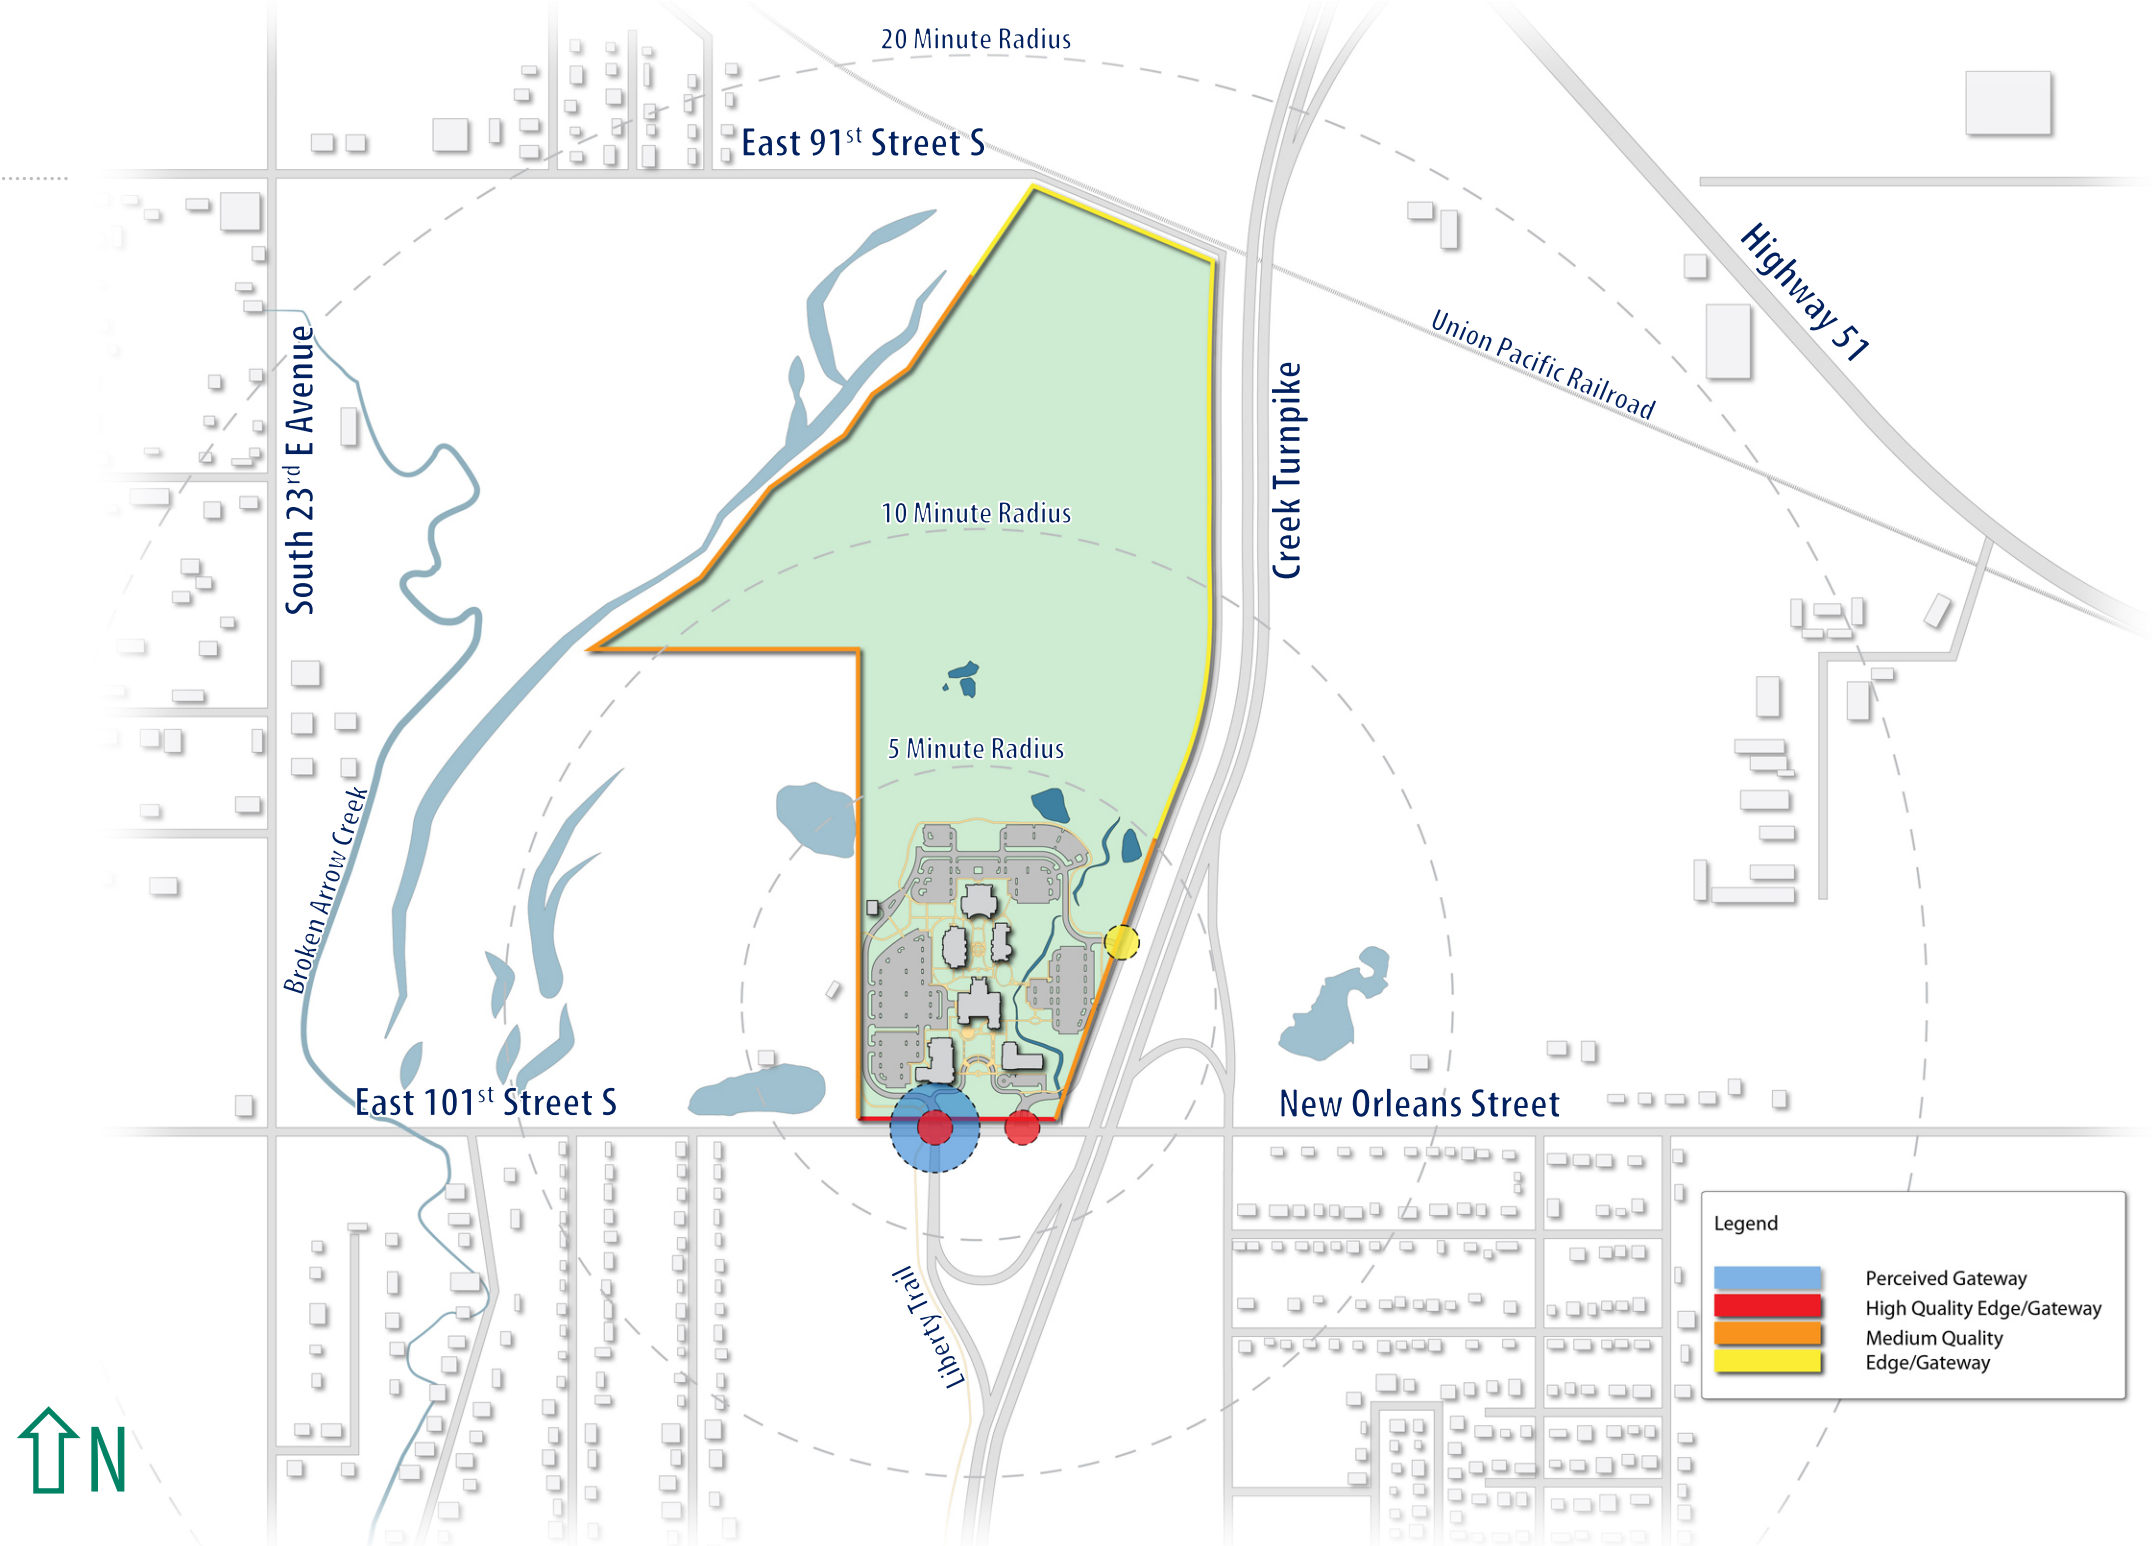 20 Minute Radius
East 91st Street S
Highway 51
Union Pacific Railroad
South 23rd E Avenue
Creek Turnpike
10 Minute Radius
5 Minute Radius
Broken Arrow Creek
East 101st Street S
New Orleans Street
Liberty Trail
Legend
Perceived Gateway
High Quality Edge/Gateway
Medium Quality
Edge/Gateway
N